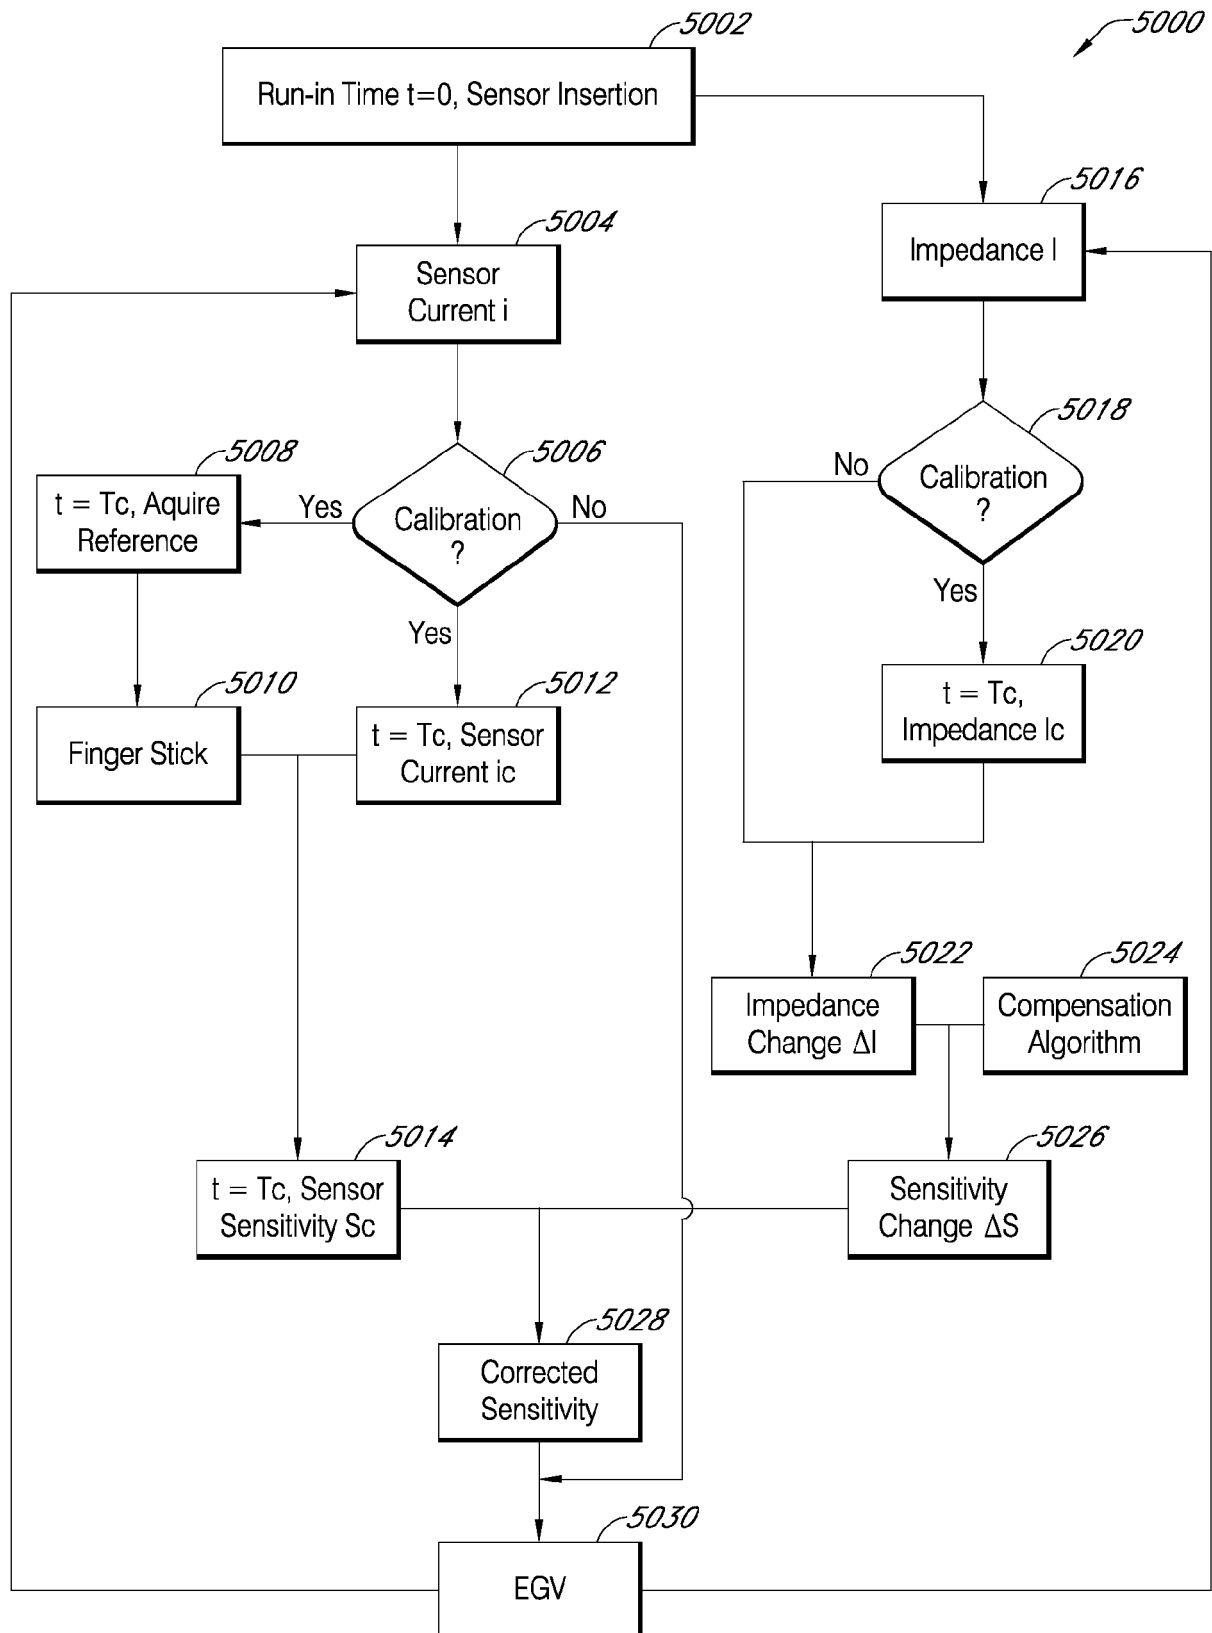 5002
5000
Run-in Time t=0, Sensor Insertion
5016
Impedance I
5004
Sensor
Current i
5018
Calibration
?
No
Yes
5006
Calibration
?
Yes
No
Yes
5008
t = Tc, Aquire
Reference
5020
t = Tc,
Impedance Ic
5010
Finger Stick
5012
t = Tc, Sensor
Current ic
5022
Impedance
Change ΔI
5024
Compensation
Algorithm
5014
t = Tc, Sensor
Sensitivity Sc
5026
Sensitivity
Change ΔS
5028
Corrected
Sensitivity
5030
EGV